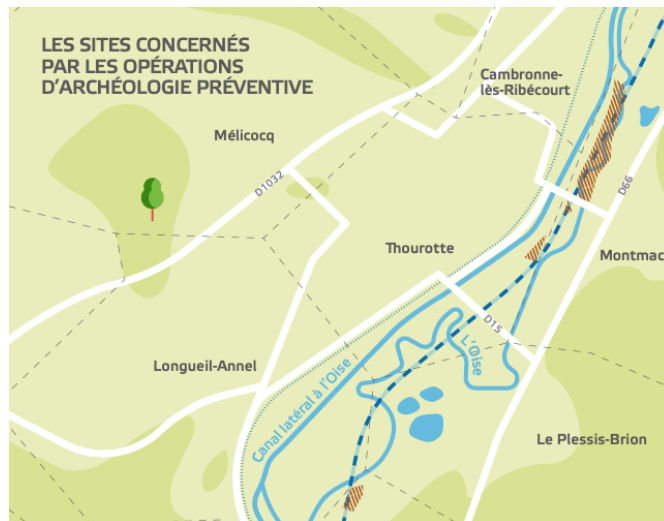 LES SITES CONCERNÉS
PAR LES OPÉRATIONS
D'ARCHÉOLOGIE PRÉVENTIVE
Cambronne-
lès-Ribécourt
Mélicocq
D1032
D66
Thourotte
Montmac
D15
L'Oise
Longueil-Annel
Canal latéral à l'Oise
Le Plessis-Brion